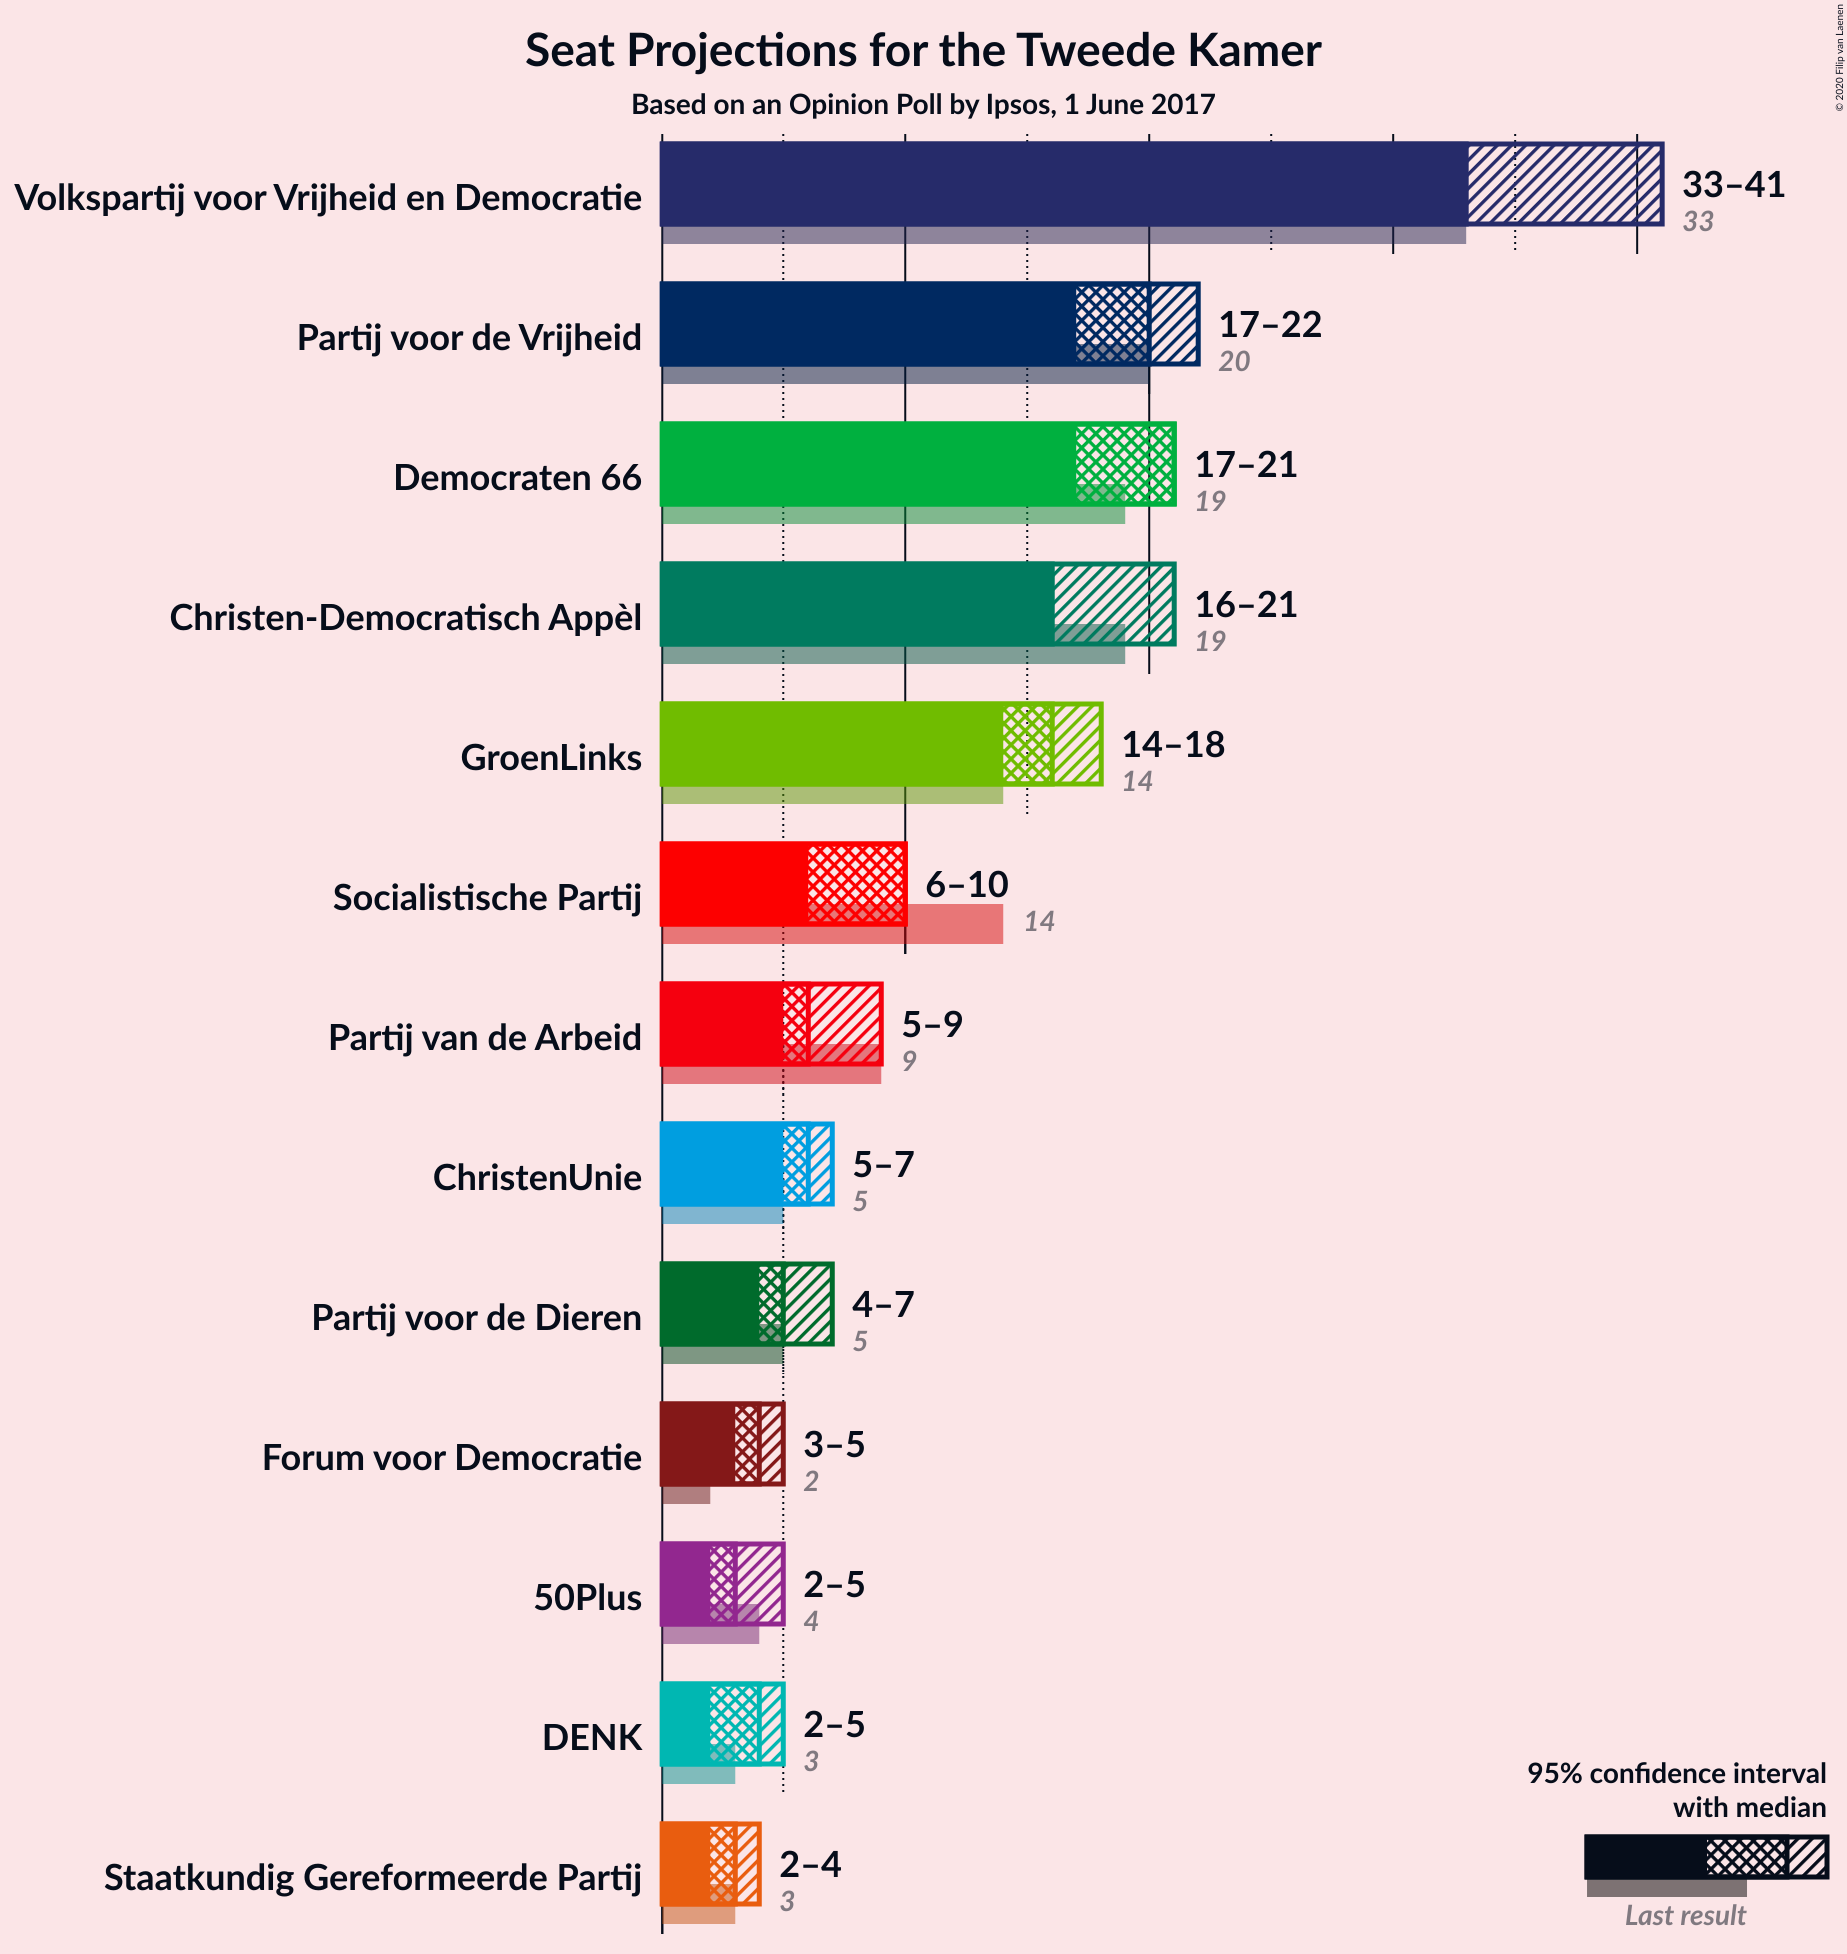 Seat Projections for the Tweede Kamer
Based on an Opinion Poll by Ipsos, 1 June 2017
© 2020 Filip van Laenen
Volkspartij voor Vrijheid en Democratie
33–41
33
Partij voor de Vrijheid
17–22
20
Democraten 66
17–21
19
Christen-Democratisch Appèl
16–21
19
GroenLinks
14–18
14
Socialistische Partij
6–10
14
Partij van de Arbeid
5–9
9
ChristenUnie
5–7
5
Partij voor de Dieren
4–7
5
Forum voor Democratie
3–5
2
50Plus
2–5
4
DENK
2–5
3
Staatkundig Gereformeerde Partij
2–4
3
95% confidence interval
with median
Last result